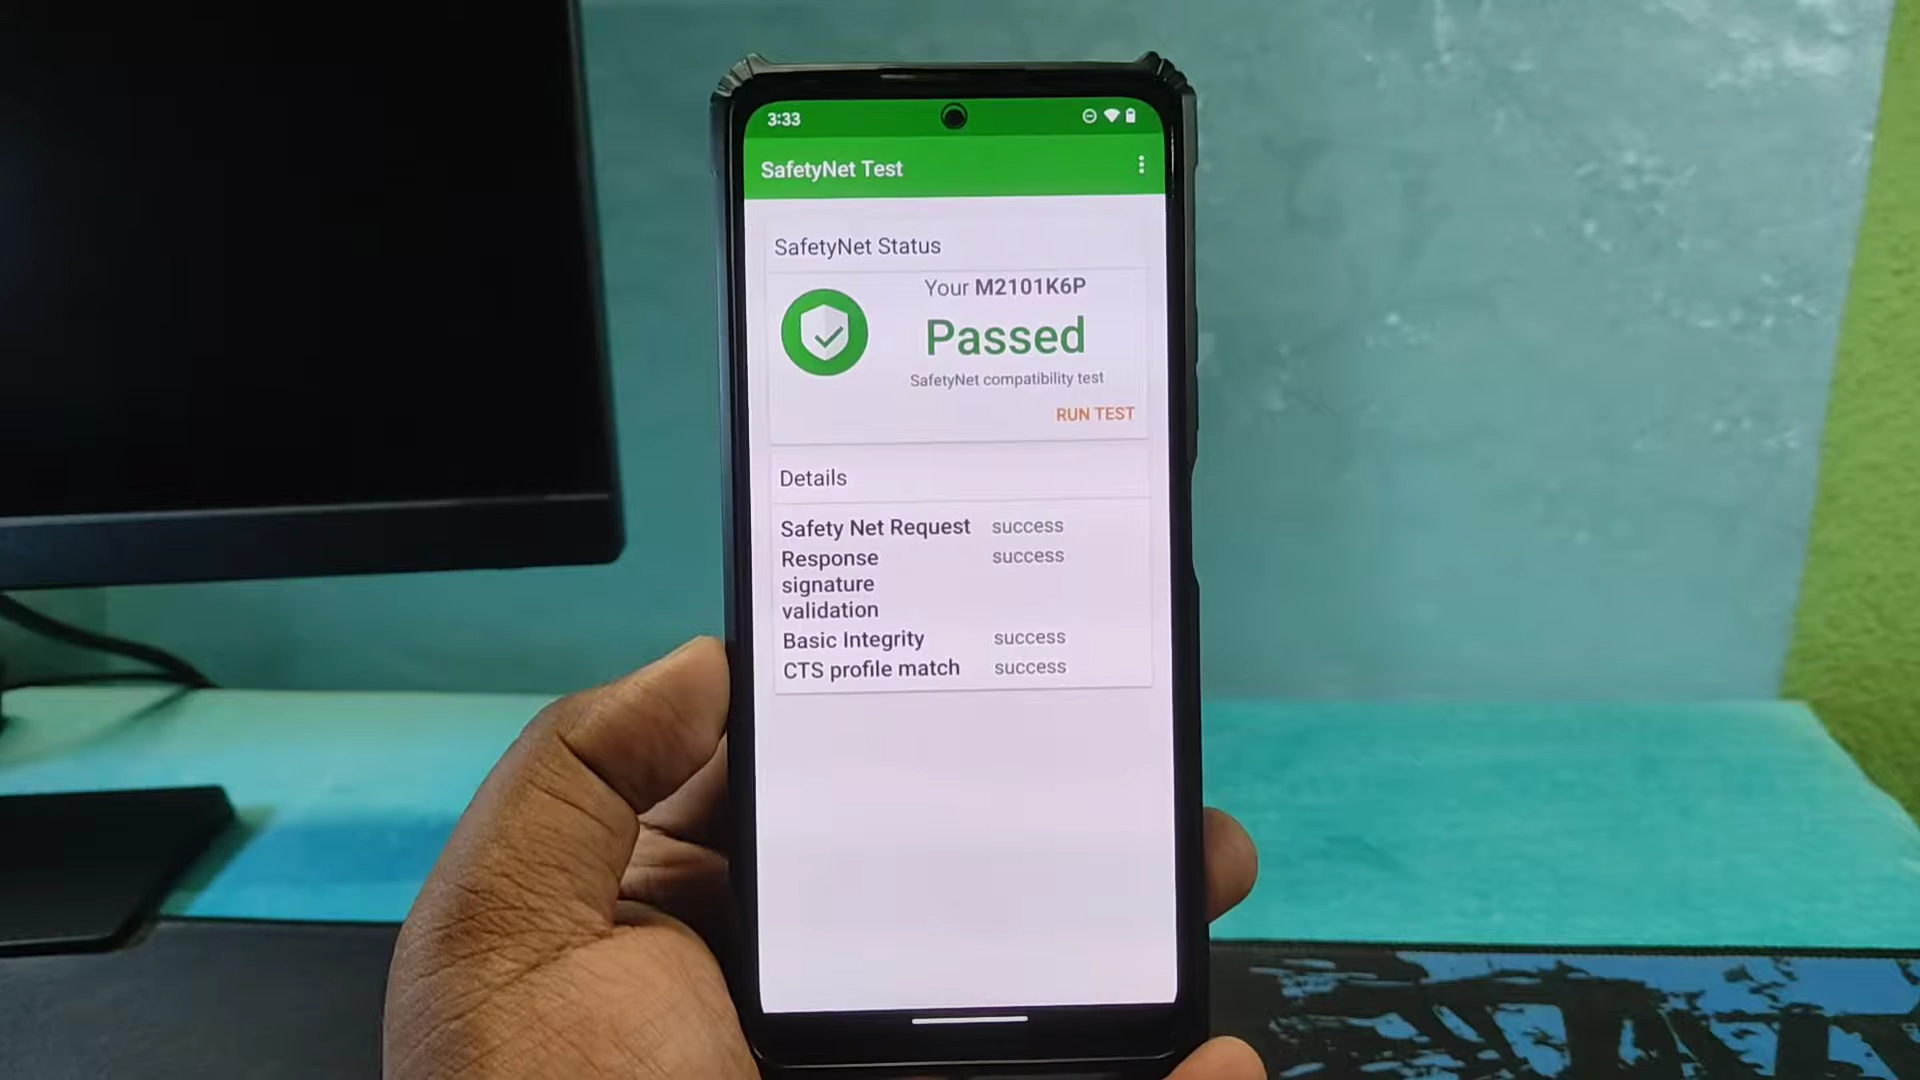 3:33
SafetyNet Test
SafetyNet Status
Your M2101K6P
Passed
SafetyNet compatibility test
RUN TEST
Details
Safety Net Request success
Response success
signature
validation
Basic Integrity success
CTS profile match success